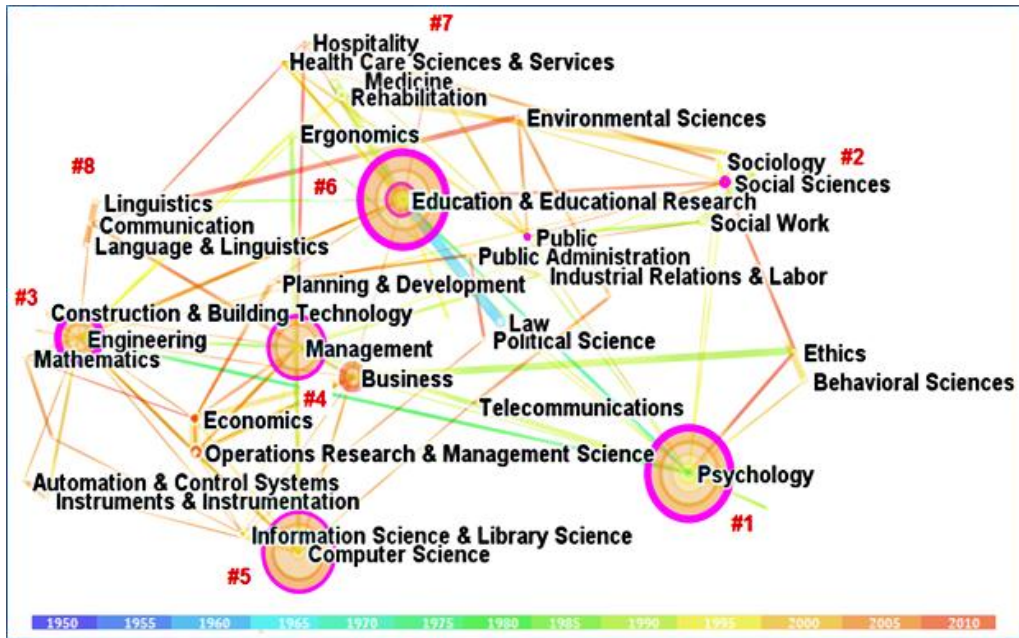 #7
Hospitality
Health Care Sciences & Services
Medicine
Rehabilitation
Environmental Sciences
Ergonomics
#8
Sociology
#2
#6
Social Sciences
Linguistics
Education & Educational Research
Communication
Social Work
Language & Linguistics
Public
Public Administration
Industrial Relations & Labor
Planning & Development
#3
Construction & Building Technology
Law
Engineering
Political Science
Management
Mathematics
Ethics
Business
Behavioral Sciences
#4
Telecommunications
Economics
Operations Research & Management Science
Psychology
Automation & Control Systems
Instruments & Instrumentation
#1
Information Science & Library Science
Computer Science
#5
1950 1955 1960 1965 1970 1975 1980 1985 1990 1995 2000 2005 2010